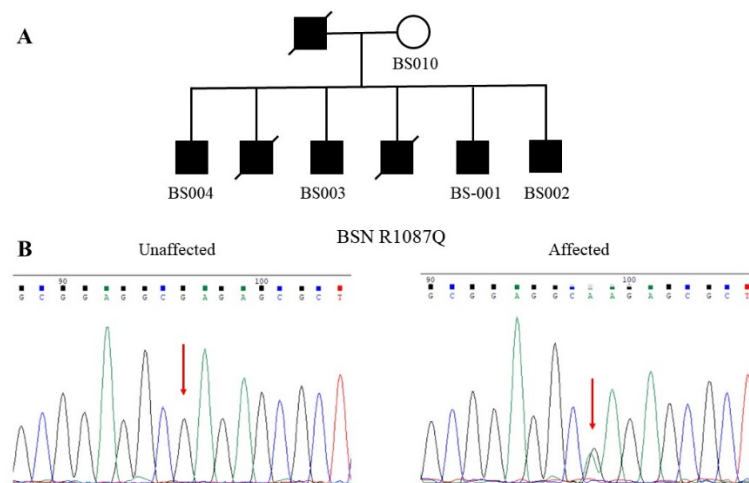 A
BS010
BS004 BS003 BS-001 BS002
BSN R1087Q
B Unaffected Affected
90 100 90 100
G C G G A G G C G A G A G C G C T G C G G A G G C A A G A G C G C T